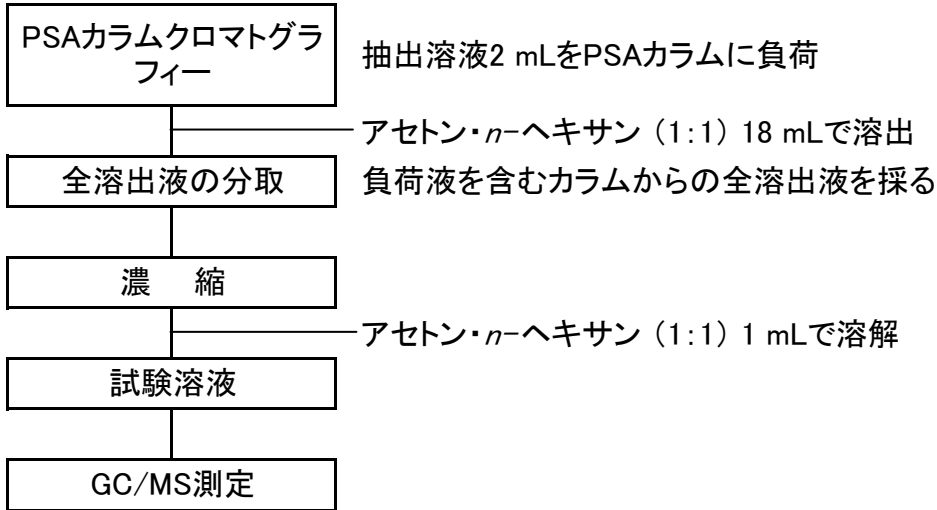 PSAカラムクロマトグラ
フィー
抽出溶液2 mLをPSAカラムに負荷
アセトン・n-ヘキサン (1:1) 18 mLで溶出
全溶出液の分取
負荷液を含むカラムからの全溶出液を採る
濃　縮
アセトン・n-ヘキサン (1:1) 1 mLで溶解
試験溶液
GC/MS測定